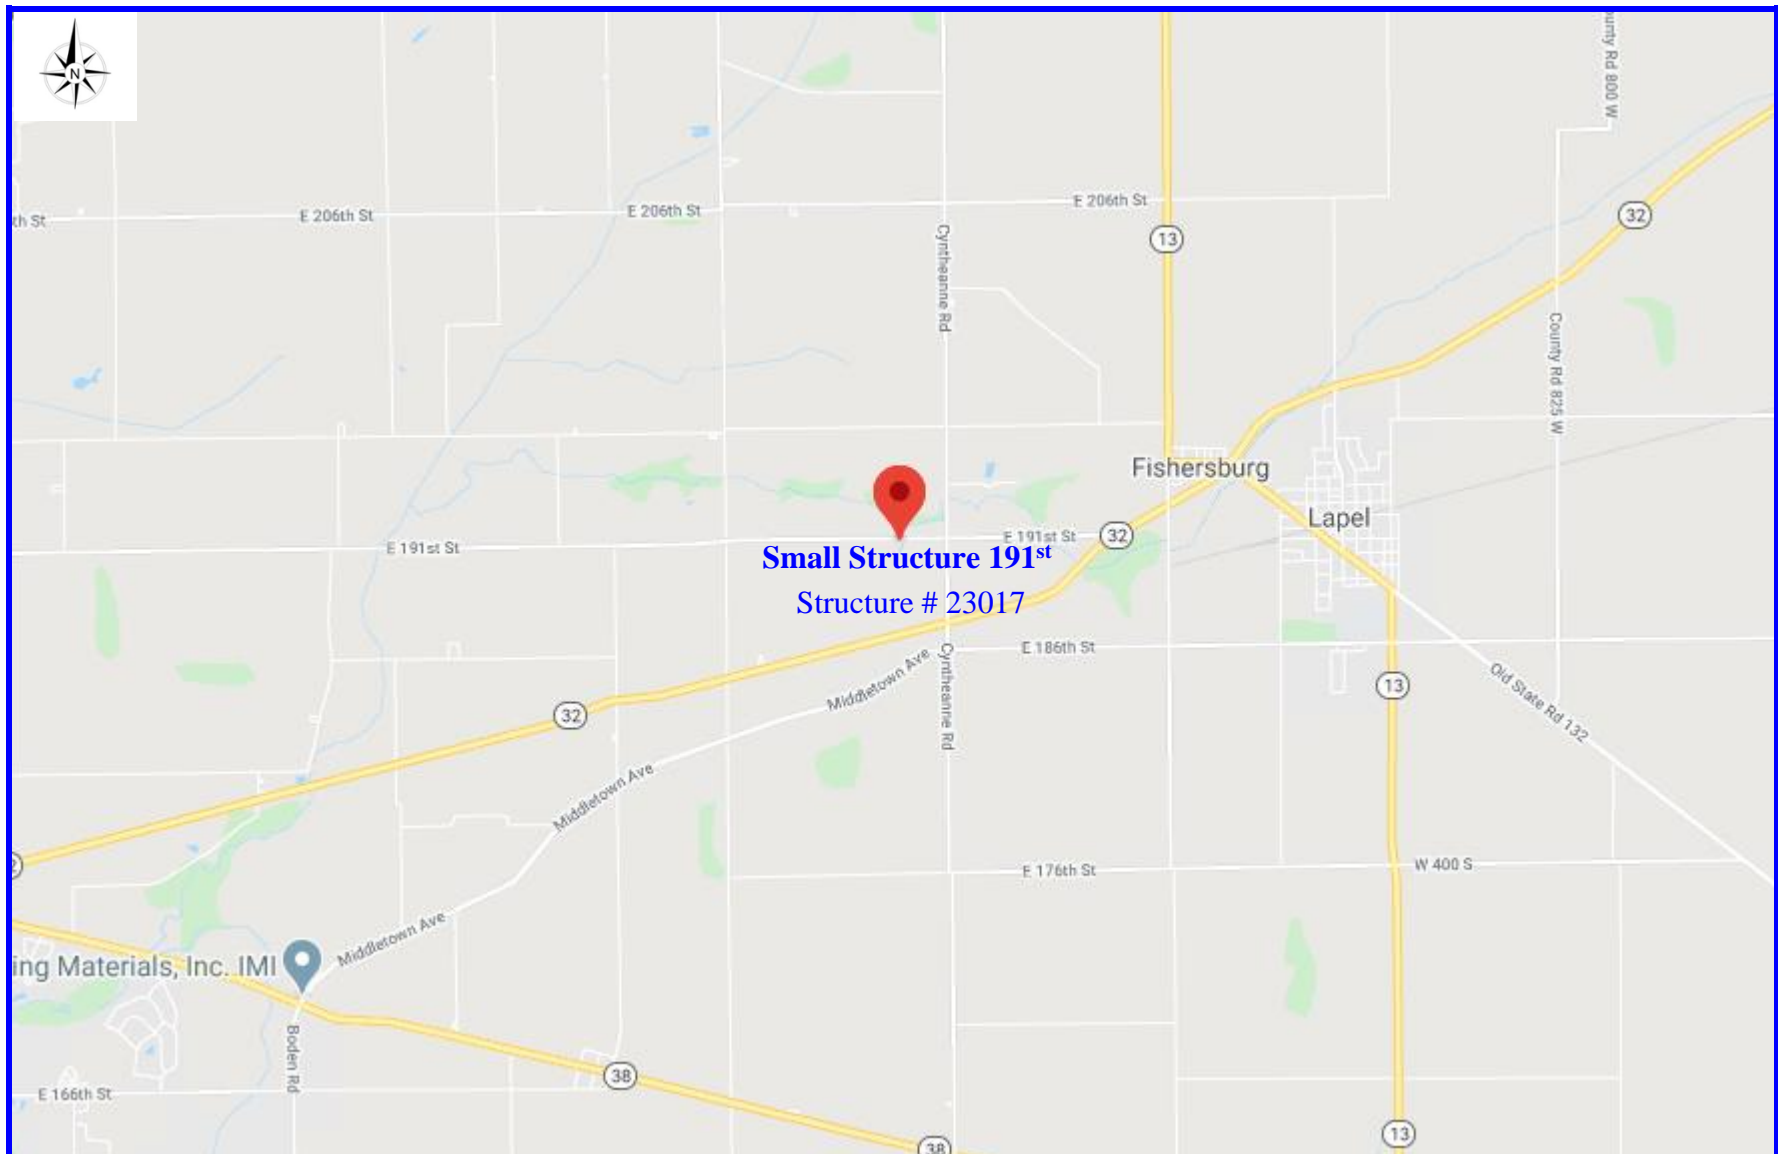 N
unty Rd 800 W
th St
E 206th St
E 206th St
E 206th St
32
13
Cyntheanne Rd
County Rd 825 W
Fishersburg
Lapel
E 191st St
E 191st St
32
Small Structure 191st
Structure # 23017
E 186th St
Middletown Ave
Cyntheanne Rd
13
Old State Rd 132
32
Middletown Ave
E 176th St
W 400 S
Middletown Ave
ing Materials, Inc. IMI
Boden Rd
38
E 166th St
13
38